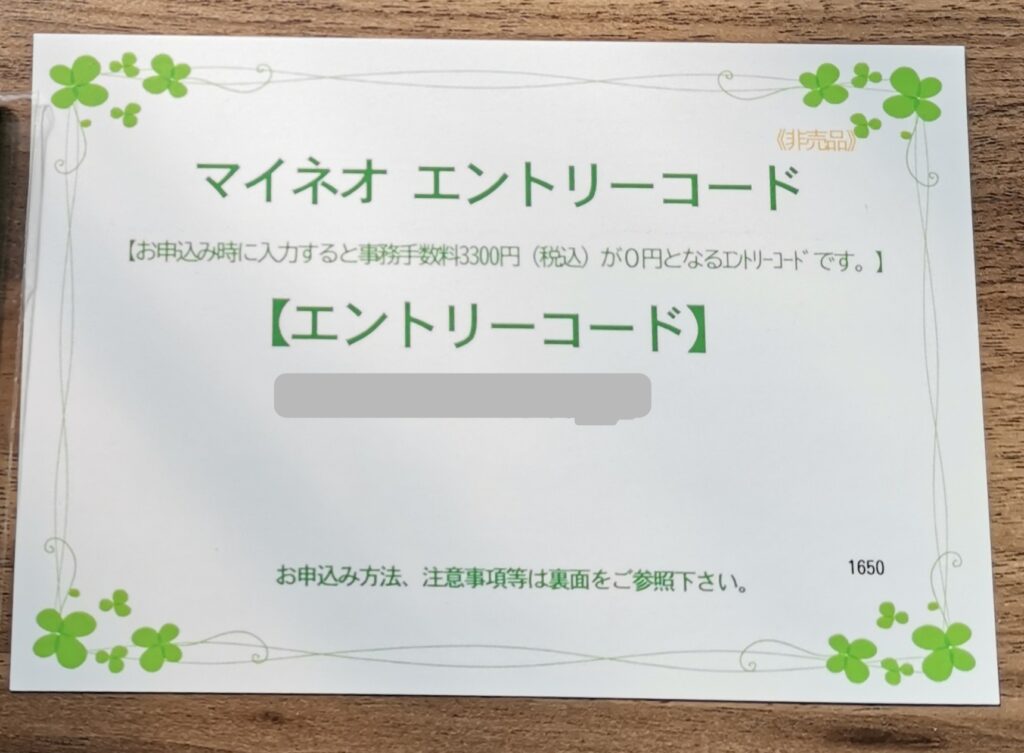 《非売品》
マイネオ エントリーコード
【お申込み時に入力すると事務手数料3300円（税込）が０円となるｴﾝﾄﾘｰｺｰﾄﾞです。】
【エントリーコード】
1650
お申込み方法、注意事項等は裏面をご参照下さい。